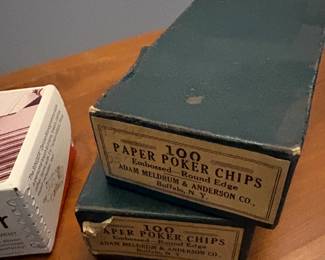 100
PAPER POKER CHIPS
Embossed—Round Edge
ADAM MELDRUM & ANDERSON CO.,
Buffalo, N. Y.
100
PAPER POKER CHIPS
Embossed—Round Edge
ADAM MELDRUM & ANDERSON CO.,
Buffalo, N. Y.
r